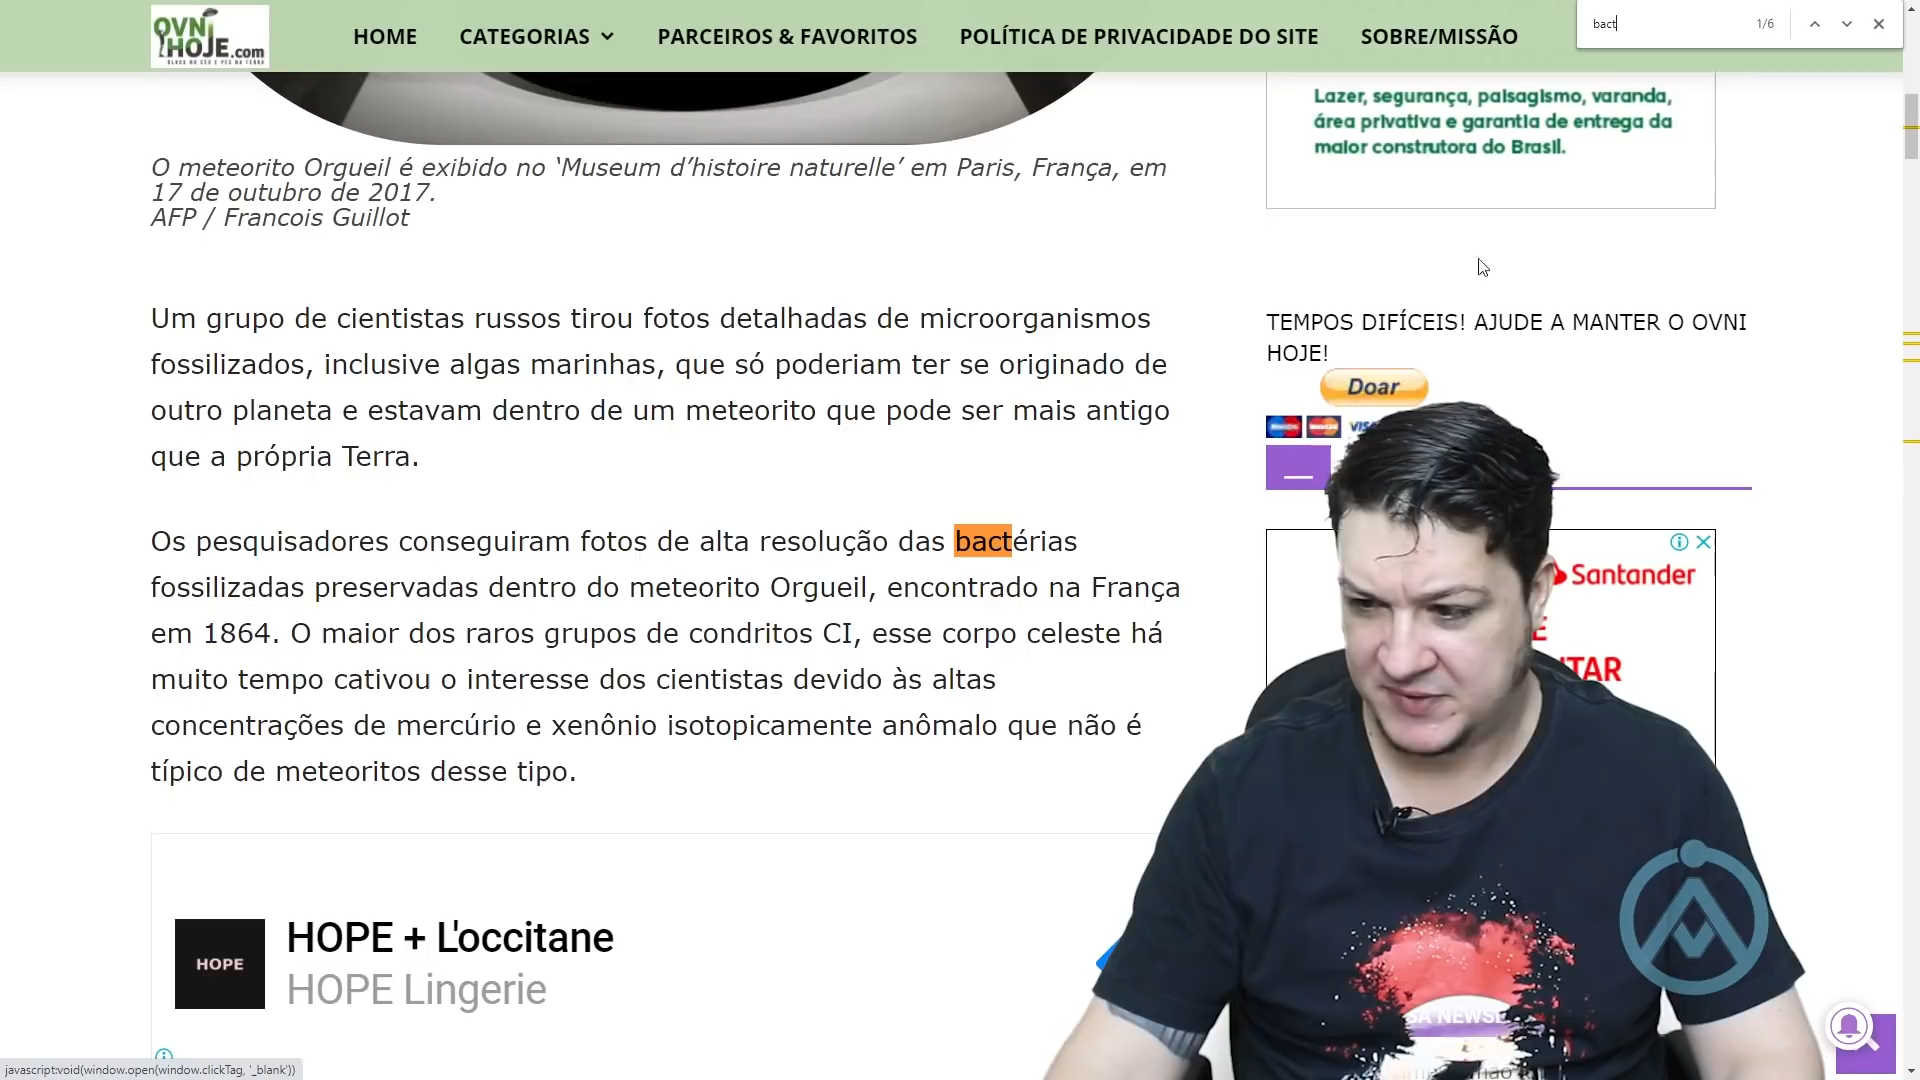 OVNI
HOJE.com
OLHOS NO CÉU E PÉS NA TERRA
HOME
CATEGORIAS
PARCEIROS & FAVORITOS
POLÍTICA DE PRIVACIDADE DO SITE
SOBRE/MISSÃO
bact
1/6
Lazer, segurança, paisagismo, varanda,
área privativa e garantia de entrega da
maior construtora do Brasil.
O meteorito Orgueil é exibido no ‘Museum d’histoire naturelle’ em Paris, França, em
17 de outubro de 2017.
AFP / Francois Guillot
Um grupo de cientistas russos tirou fotos detalhadas de microorganismos
fossilizados, inclusive algas marinhas, que só poderiam ter se originado de
outro planeta e estavam dentro de um meteorito que pode ser mais antigo
que a própria Terra.
Os pesquisadores conseguiram fotos de alta resolução das bactérias
fossilizadas preservadas dentro do meteorito Orgueil, encontrado na França
em 1864. O maior dos raros grupos de condritos CI, esse corpo celeste há
muito tempo cativou o interesse dos cientistas devido às altas
concentrações de mercúrio e xenônio isotopicamente anômalo que não é
típico de meteoritos desse tipo.
TEMPOS DIFÍCEIS! AJUDE A MANTER O OVNI
HOJE!
Doar
VISA
Santander
HOPE
HOPE + L'occitane
HOPE Lingerie
javascript:void(window.open(window.clickTag, '_blank'))